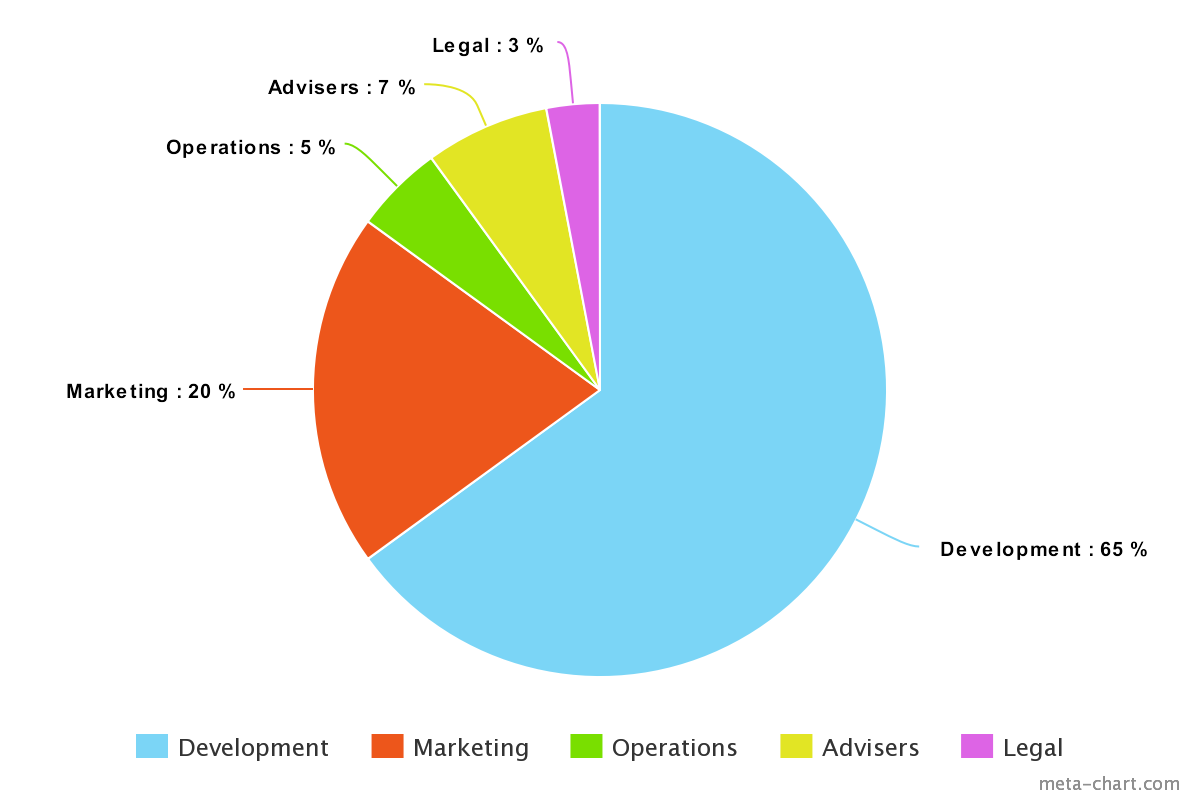 Legal : 3 %
Advisers : 7 %
Operations : 5 %
Marketing : 20 %
Development : 65 %
Development Marketing Operations Advisers Legal
meta-chart.com